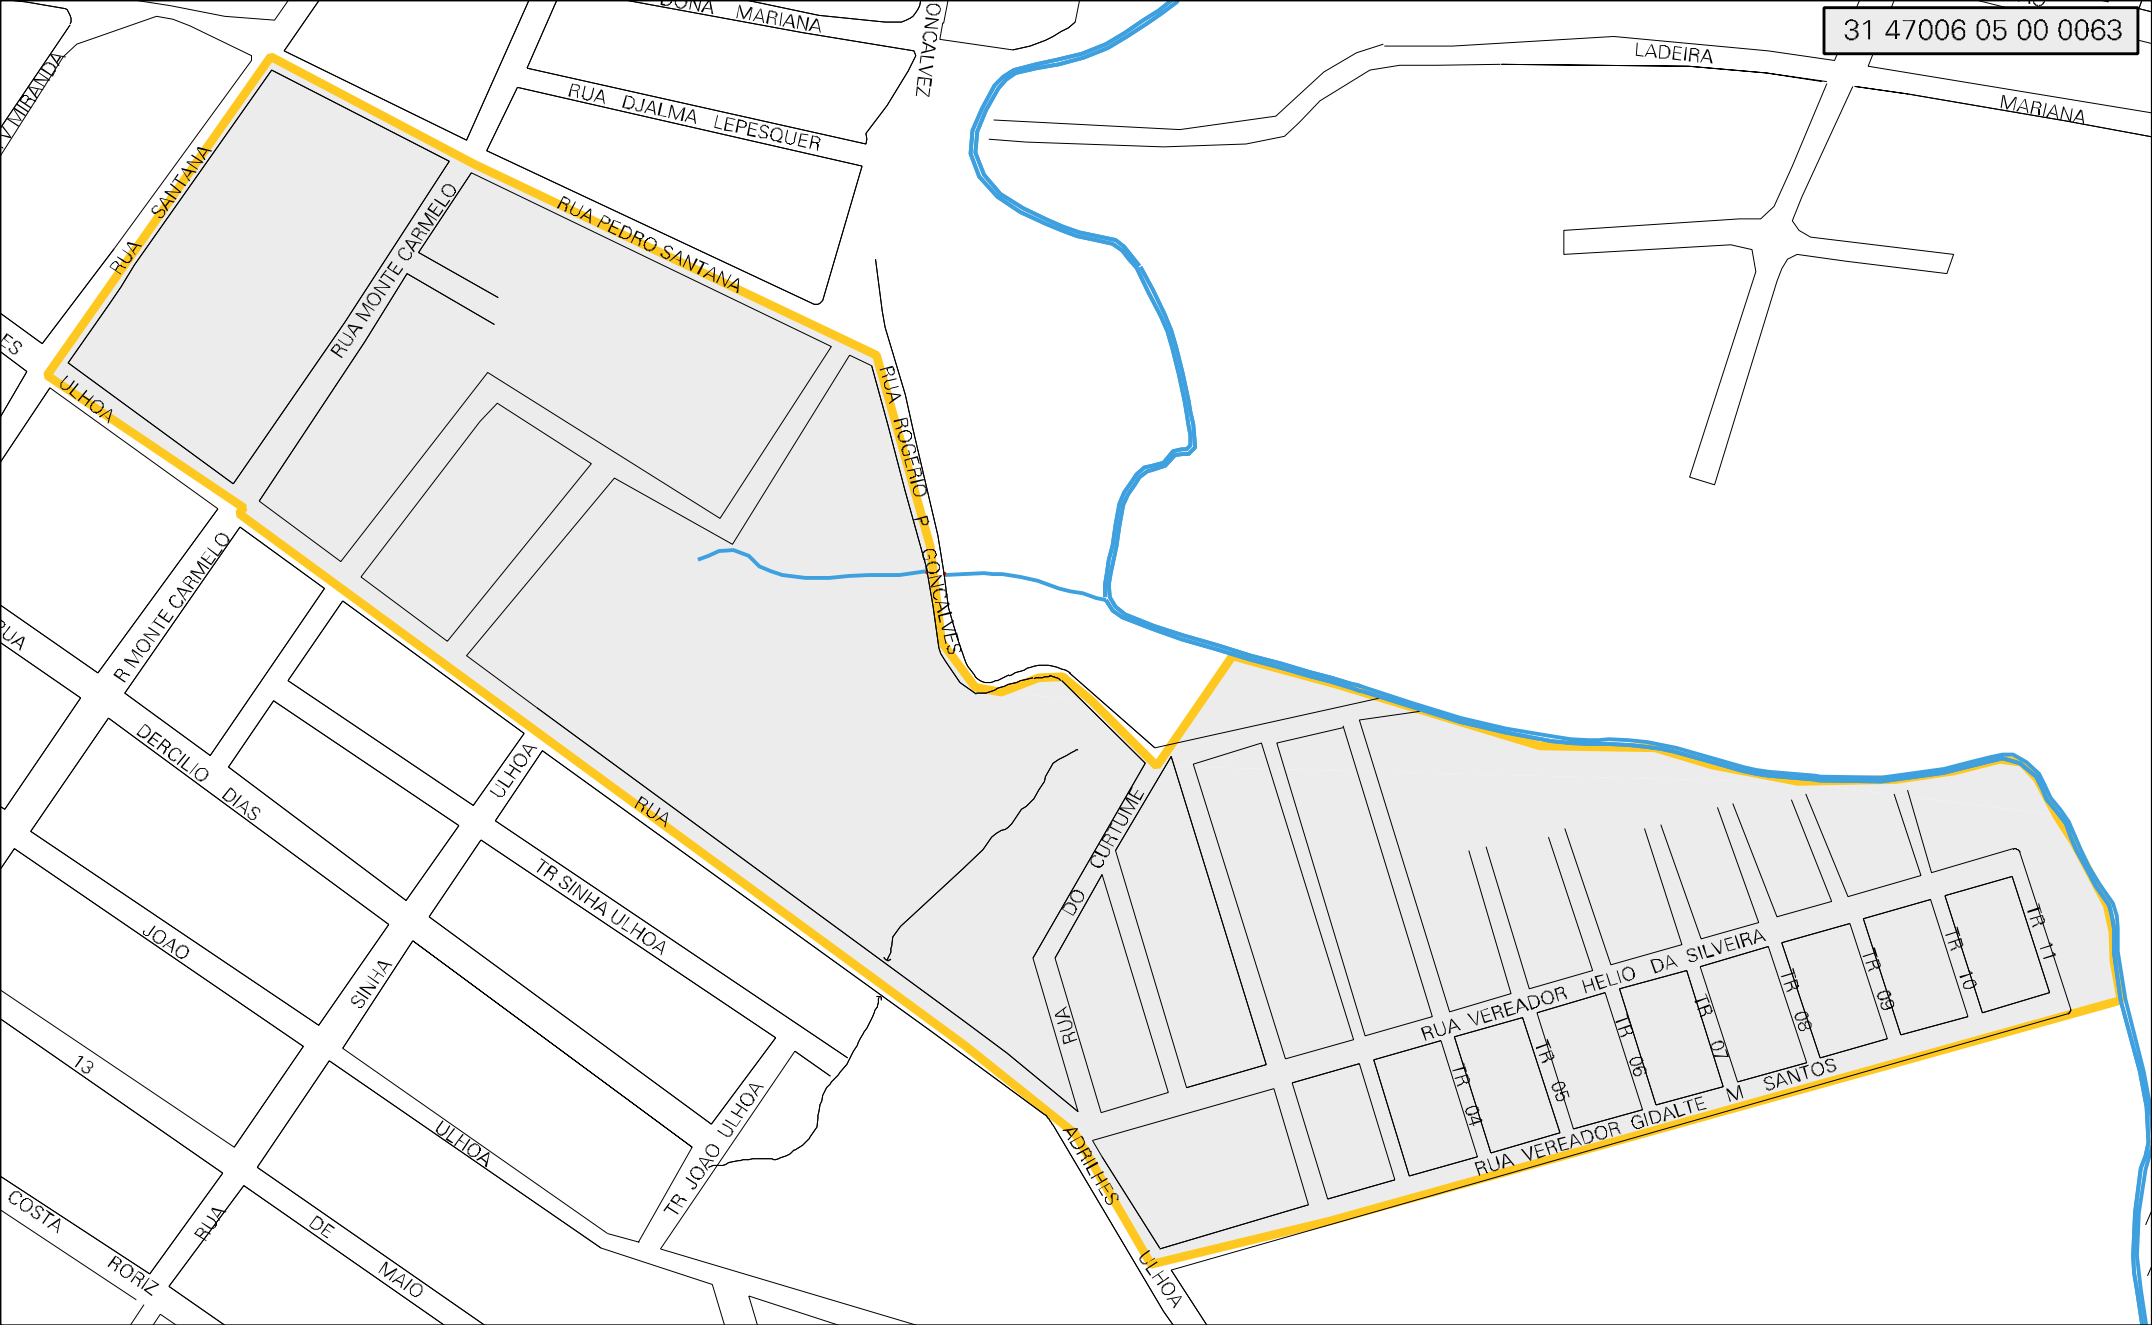 DONA MARIANA
31 47006 05 00 0063
LADEIRA
MARIANA
RUA DJALMA LEPESQUER
MIRANDA
RUA SANTANA
RUA MONTE CARMELO
RUA PEDRO SANTANA
ES
ULHOA
RUA ROGERIO P GONCALVES
R MONTE CARMELO
RUA
DERCILIO DIAS
ULHOA
RUA
RUA DO CURTUME
TR SINHA ULHOA
JOAO
SINHA
RUA VEREADOR HELIO DA SILVEIRA
TR 11
TR 10
TR 09
TR 08
TR 07
TR 06
TR 05
TR 04
RUA VEREADOR GIDALTE M SANTOS
13
ULHOA
TR JOAO ULHOA
ADRILHES
ULHOA
COSTA
RORIZ
RUA
DE
MAIO